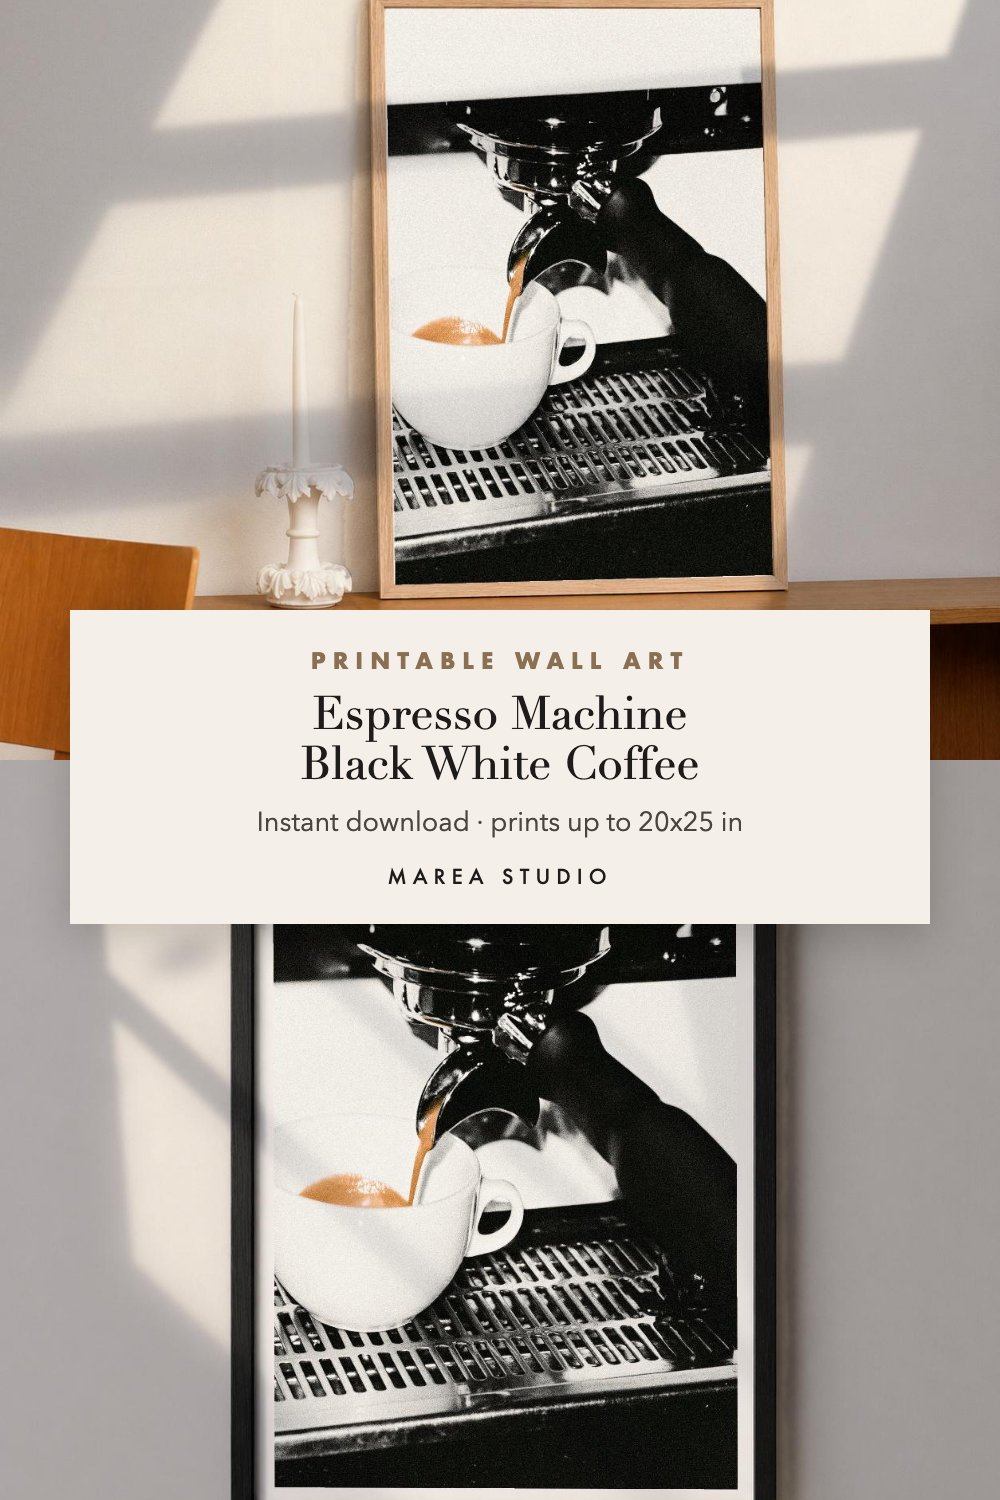 PRINTABLE WALL ART
Espresso Machine
Black White Coffee
Instant download · prints up to 20x25 in
MAREA STUDIO